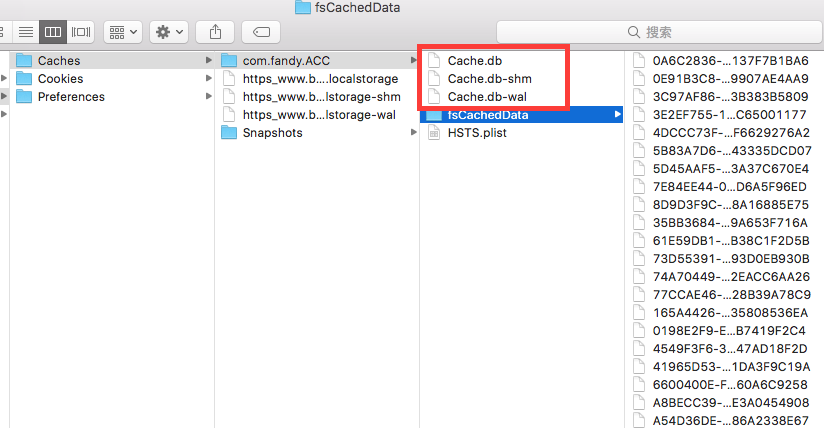 fsCachedData
搜索
Caches
Cookies
Preferences
com.fandy.ACC
https_www.b...localstorage
https_www.b...lstorage-shm
https_www.b...lstorage-wal
Snapshots
Cache.db
Cache.db-shm
Cache.db-wal
fsCachedData
HSTS.plist
0A6C2836-...137F7B1BA6
0E91B3C8-...9907AE4AA9
3C97AF86-...3B383B5809
3E2EF755-1...C65001177
4DCCC73F-...F6629276A2
5B83A7D6-...43335DCD07
5D45AAF5-...3A37C670E4
7E84EE44-0...D6A5F96ED
8D9D3F9C-...8A16885E75
35BB3684-...9A653F716A
61E59DB1-...B38C1F2D5B
73D55391-...93D0EB930B
74A70449-...2EACC6AA26
77CCAE46-...28B39A78C9
165A4426-...35808536EA
0198E2F9-E...B7419F2C4
4549F3F6-3...47AD18F2D
41965D53-...1DA3F9C19A
6600400E-F...60A6C9258
A8BECC39-...E3A0454908
A54D36DE-...86A2338E67